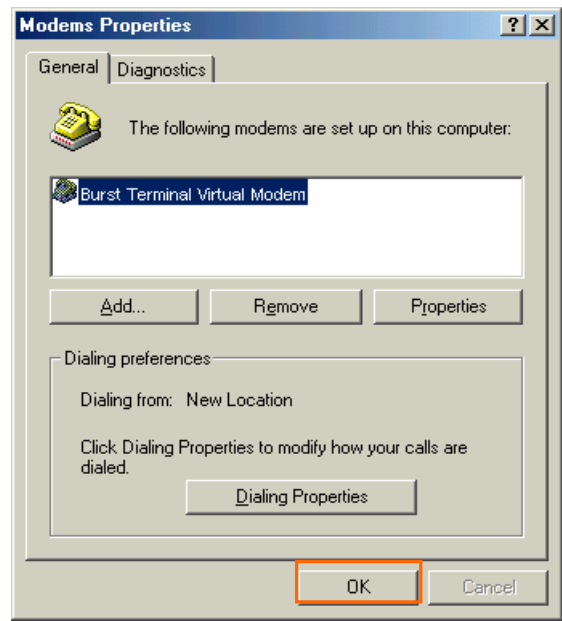 Modems Properties
General Diagnostics
The following modems are set up on this computer:
Burst Terminal Virtual Modem
Add... Remove Properties
Dialing preferences
Dialing from: New Location
Click Dialing Properties to modify how your calls are
dialed.
Dialing Properties
OK Cancel